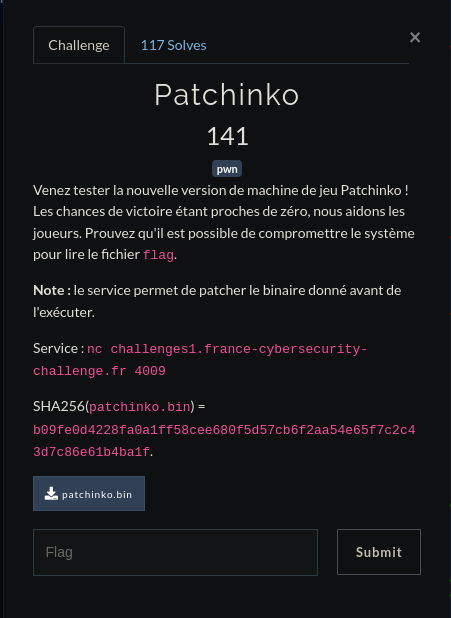 Challenge
117 Solves
×
Patchinko
141
pwn
Venez tester la nouvelle version de machine de jeu Patchinko !
Les chances de victoire étant proches de zéro, nous aidons les
joueurs. Prouvez qu'il est possible de compromettre le système
pour lire le fichier flag.
Note : le service permet de patcher le binaire donné avant de
l'exécuter.
Service : nc challenges1.france-cybersecurity-
challenge.fr 4009
SHA256(patchinko.bin) =
b09fe0d4228fa0a1ff58cee680f5d57cb6f2aa54e65f7c2c4
3d7c86e61b4ba1f.
patchinko.bin
Flag
Submit